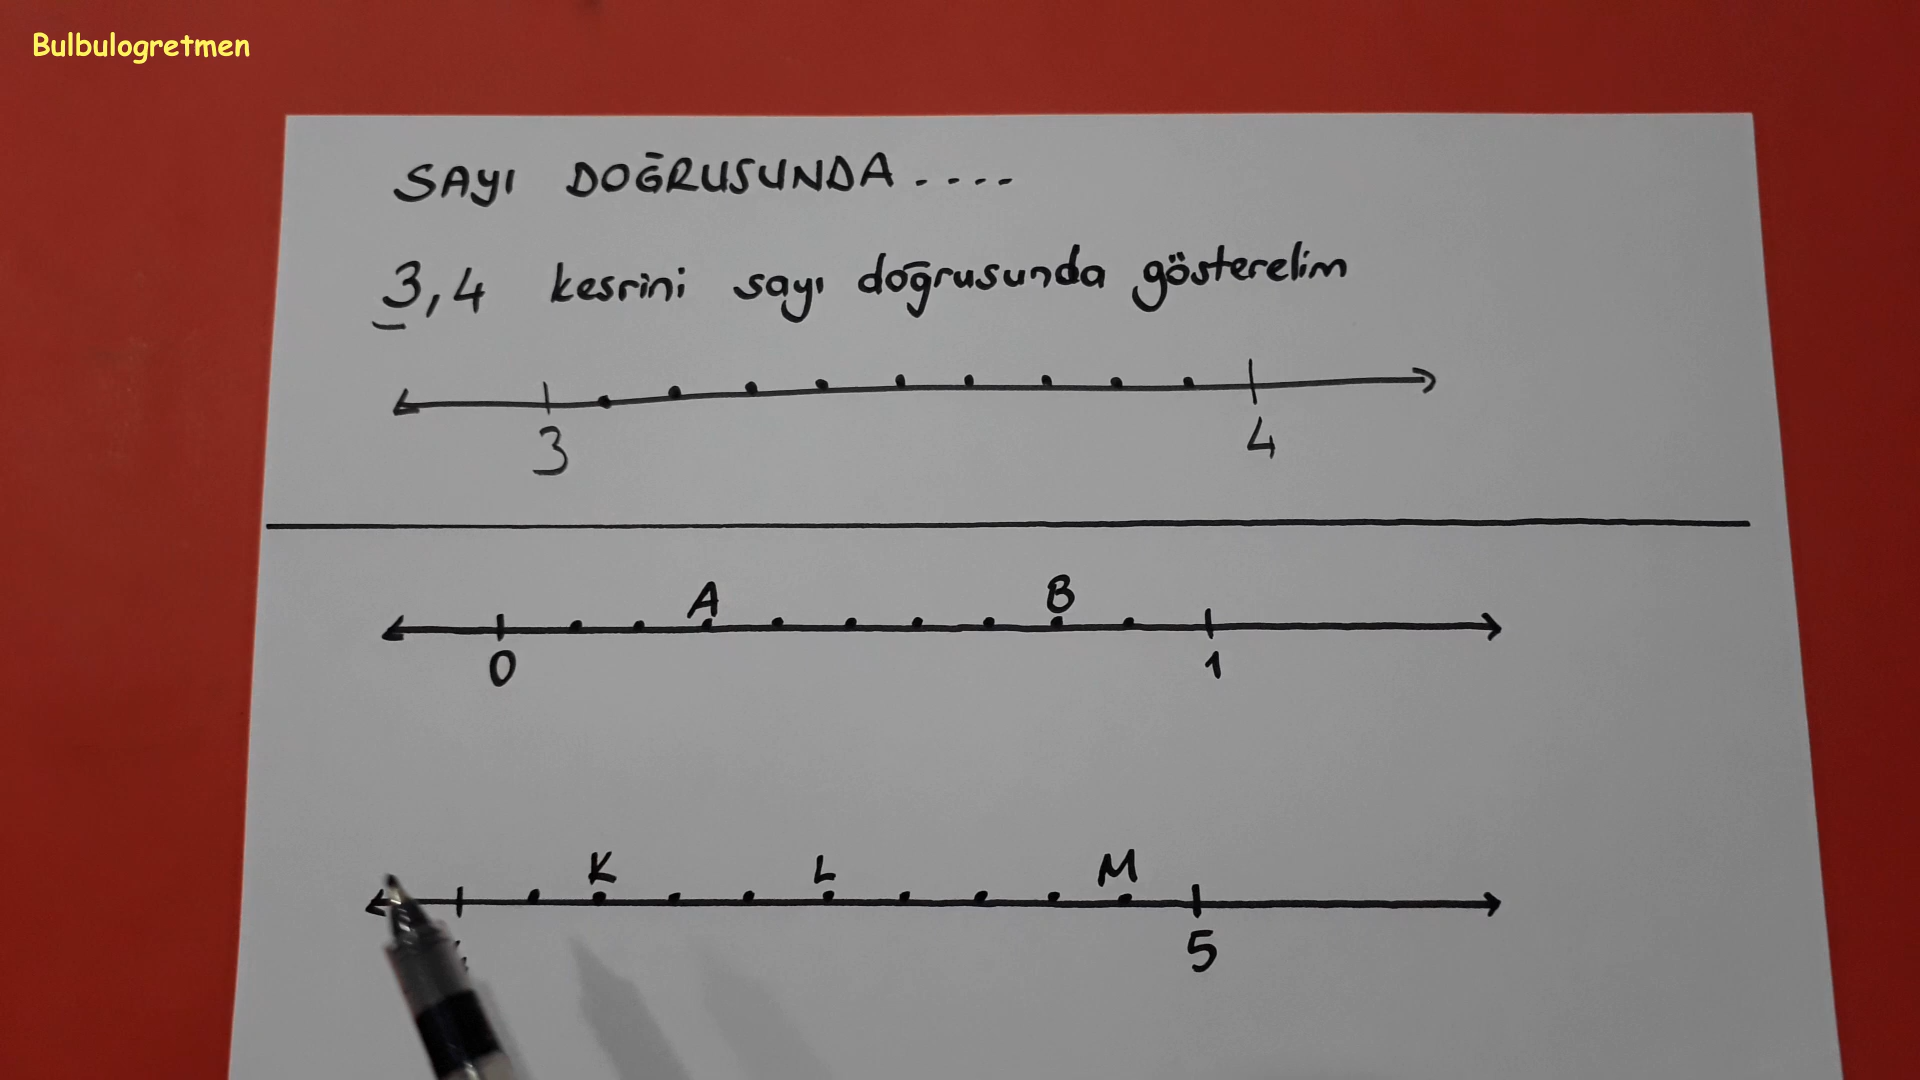 Bulbulogretmen
SAYI DOĞRUSUNDA....
3,4 kesrini sayı doğrusunda gösterelim
3 4
A B
0 1
K L M
5